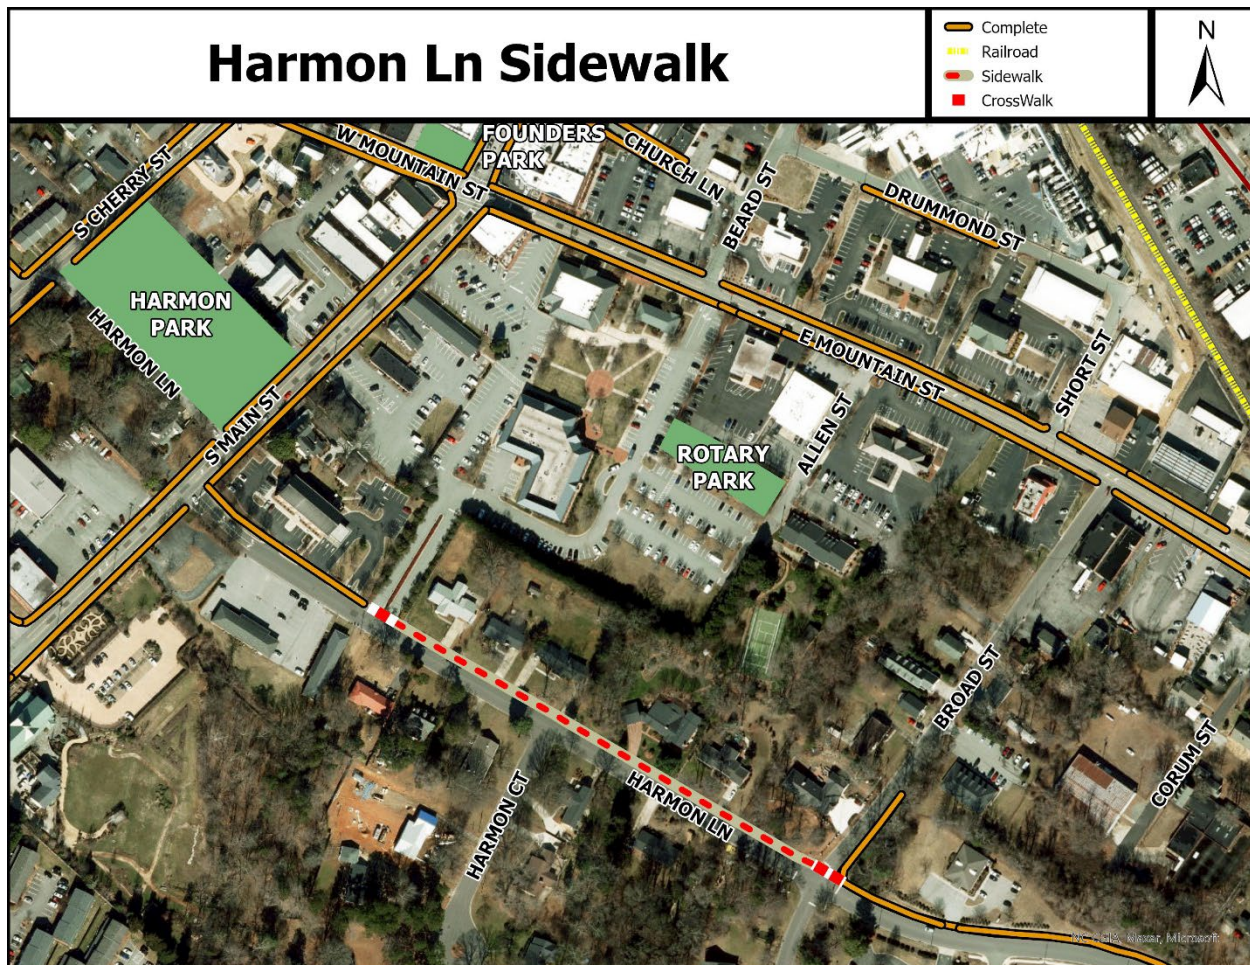 Harmon Ln Sidewalk
Complete
Railroad
Sidewalk
CrossWalk
N
FOUNDERS
PARK
W MOUNTAIN ST
CHURCH LN
S CHERRY ST
BEARD ST
DRUMMOND ST
HARMON
PARK
HARMON LN
E MOUNTAIN ST
SHORT ST
S MAIN ST
ALLEN ST
ROTARY
PARK
BROAD ST
CORUM ST
HARMON LN
HARMON CT
Maxar, Microsoft